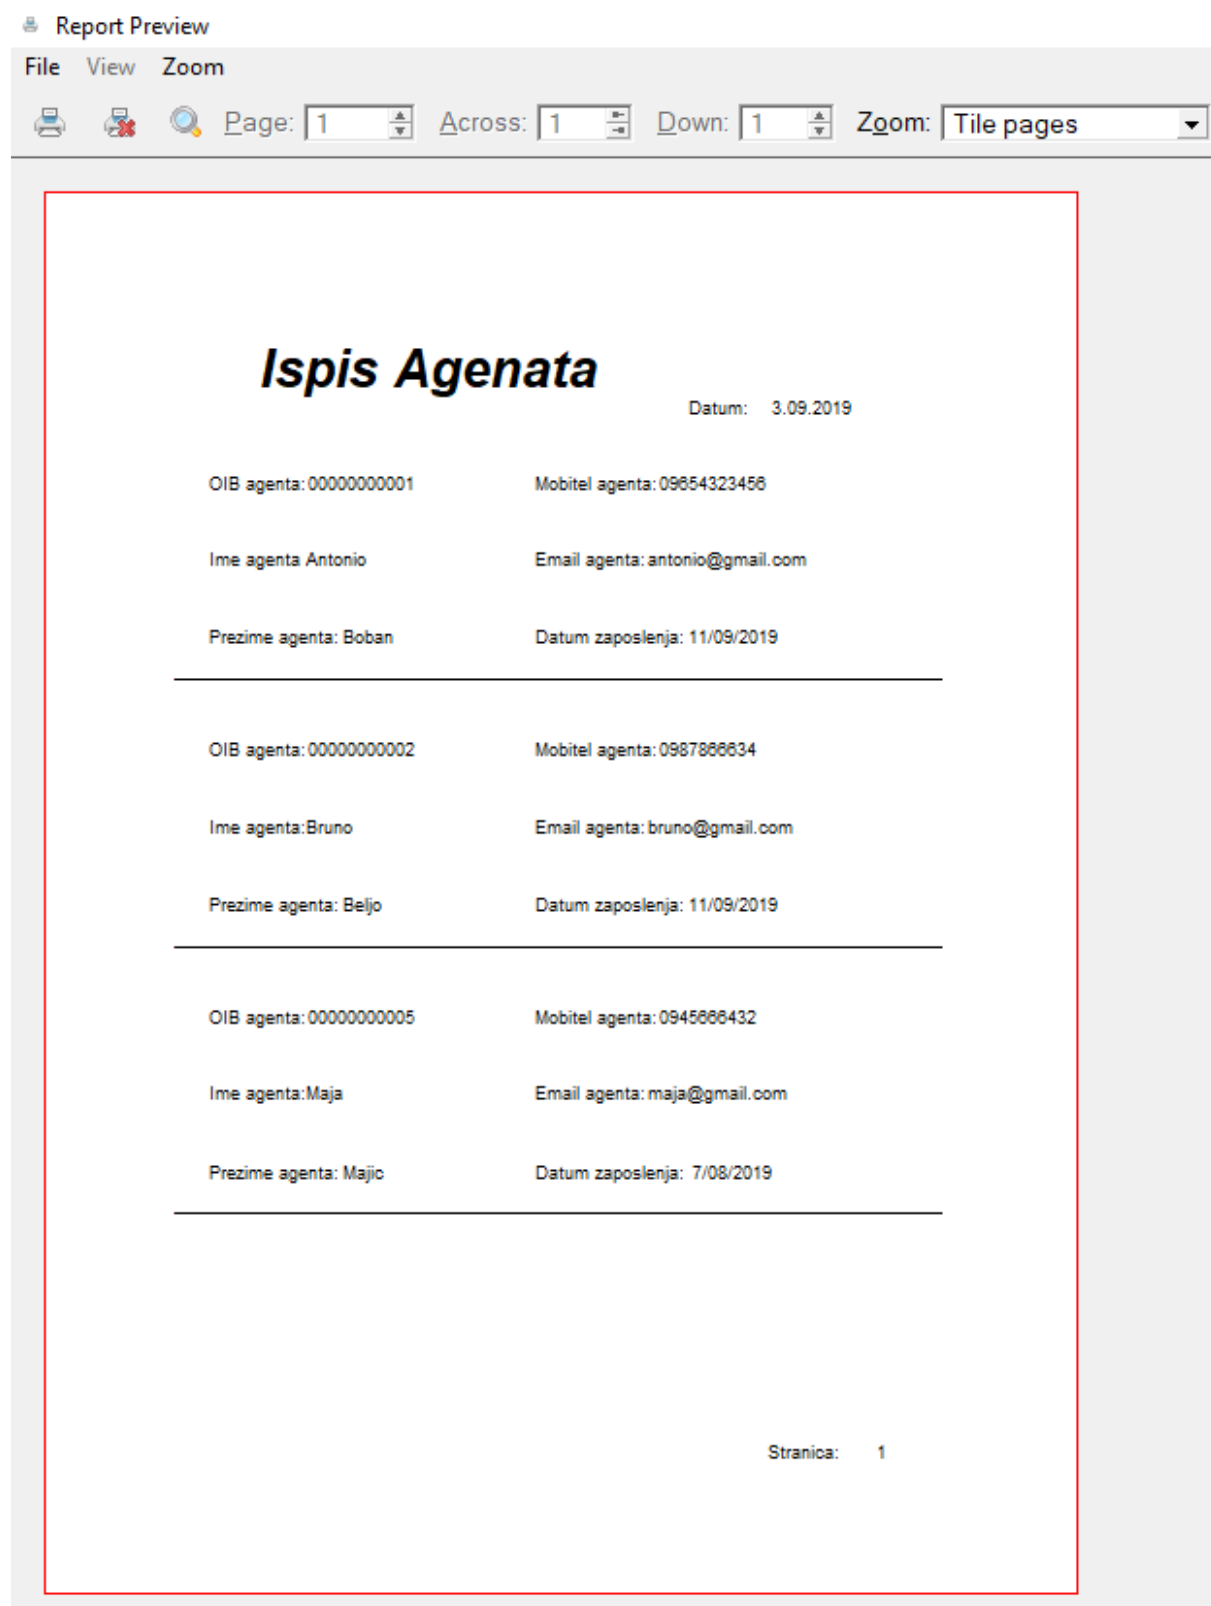 Report Preview
File View Zoom
Page: 1 Across: 1 Down: 1 Zoom: Tile pages
Ispis Agenata
Datum: 3.09.2019
OIB agenta: 00000000001 Mobitel agenta: 09654323456
Ime agenta Antonio Email agenta: antonio@gmail.com
Prezime agenta: Boban Datum zaposlenja: 11/09/2019
OIB agenta: 00000000002 Mobitel agenta: 0987866634
Ime agenta: Bruno Email agenta: bruno@gmail.com
Prezime agenta: Beljo Datum zaposlenja: 11/09/2019
OIB agenta: 00000000005 Mobitel agenta: 0945666432
Ime agenta: Maja Email agenta: maja@gmail.com
Prezime agenta: Majic Datum zaposlenja: 7/08/2019
Stranica: 1